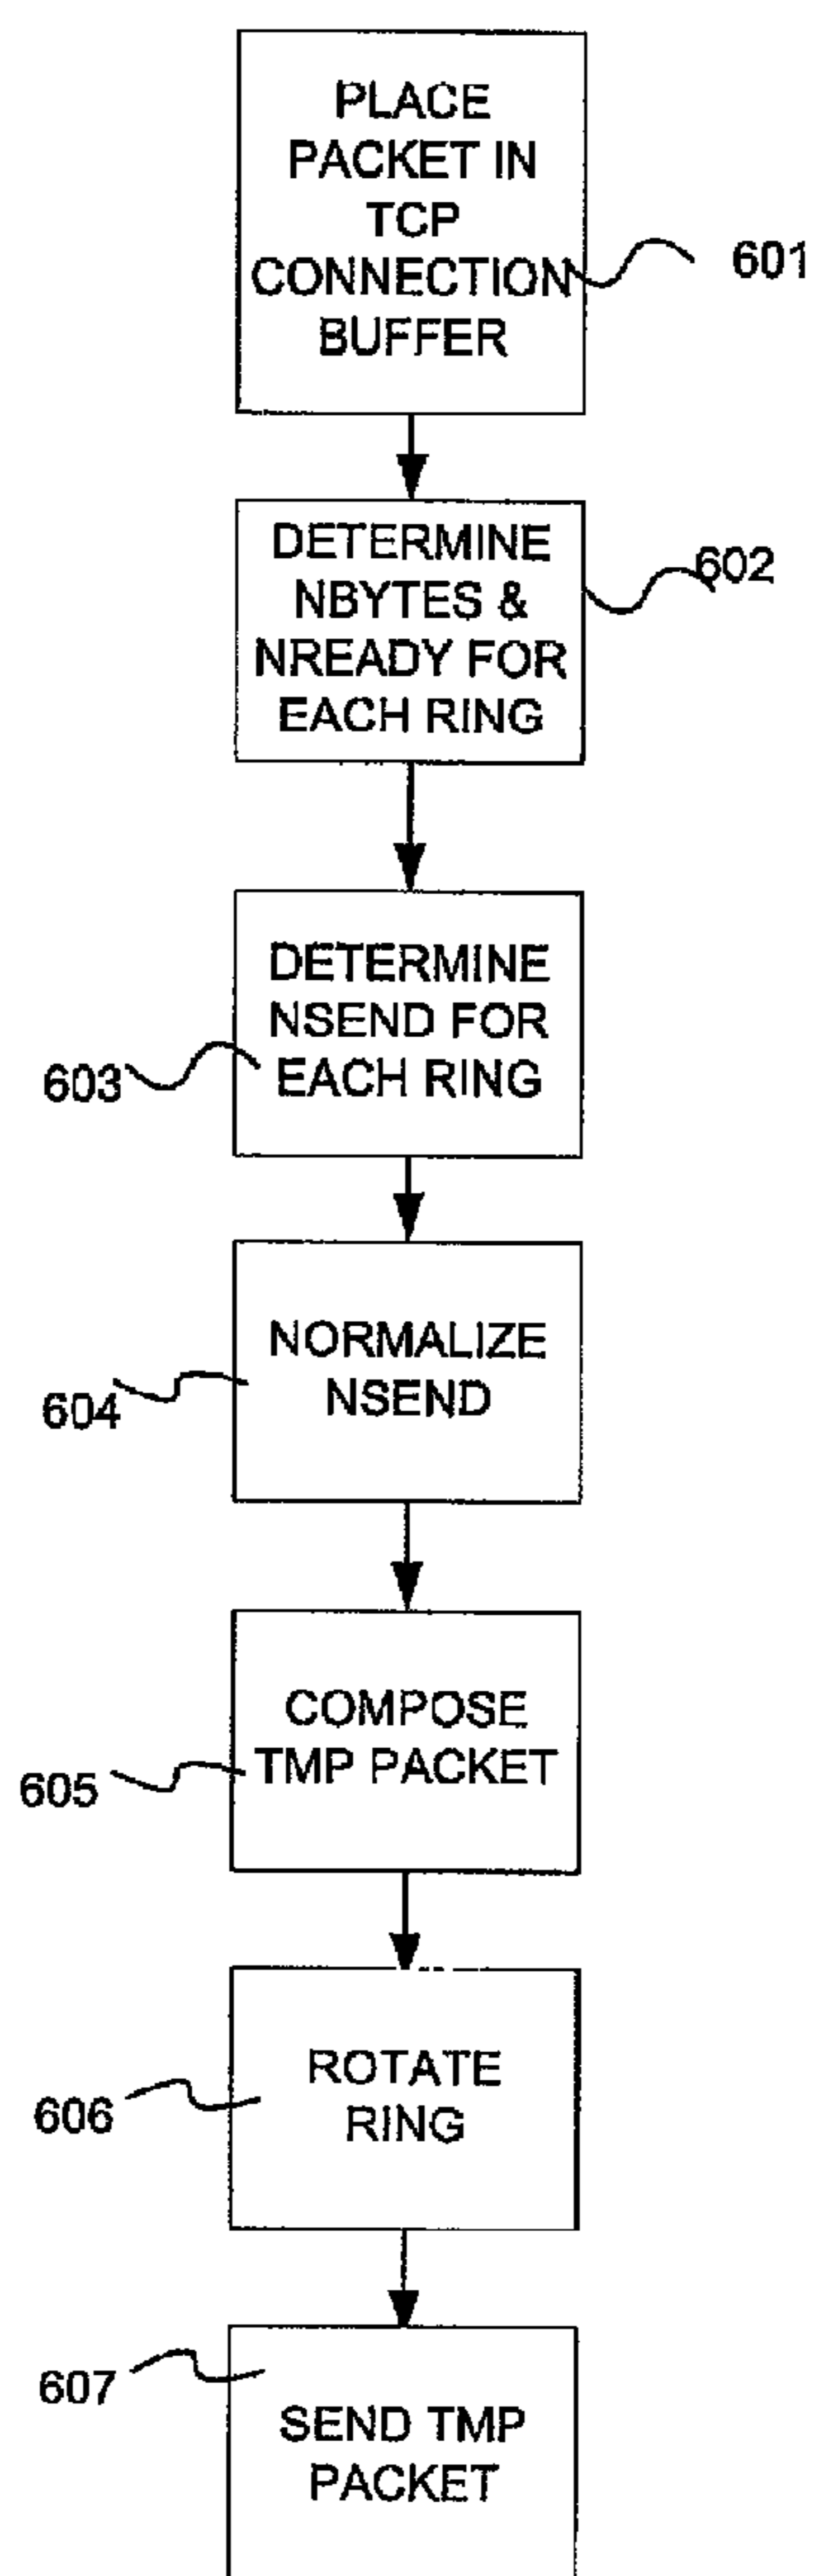 PLACE
PACKET IN
TCP
CONNECTION
BUFFER
601
DETERMINE
NBYTES &
NREADY FOR
EACH RING
602
DETERMINE
NSEND FOR
EACH RING
603
NORMALIZE
NSEND
604
COMPOSE
TMP PACKET
605
ROTATE
RING
606
SEND TMP
PACKET
607